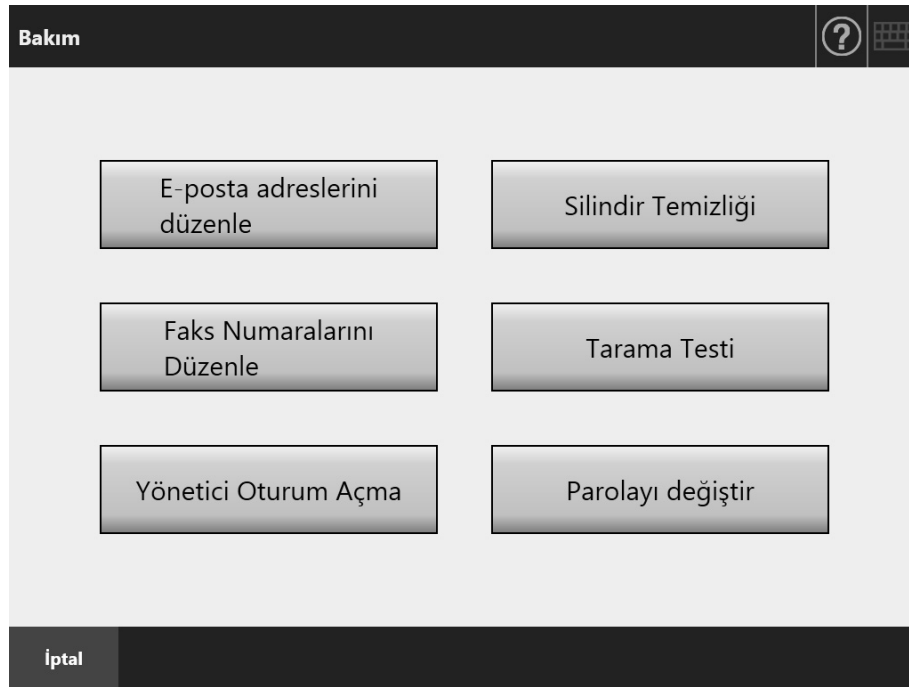 Bakım
E-posta adreslerini
düzenle
Silindir Temizliği
Faks Numaralarını
Düzenle
Tarama Testi
Yönetici Oturum Açma
Parolayı değiştir
İptal